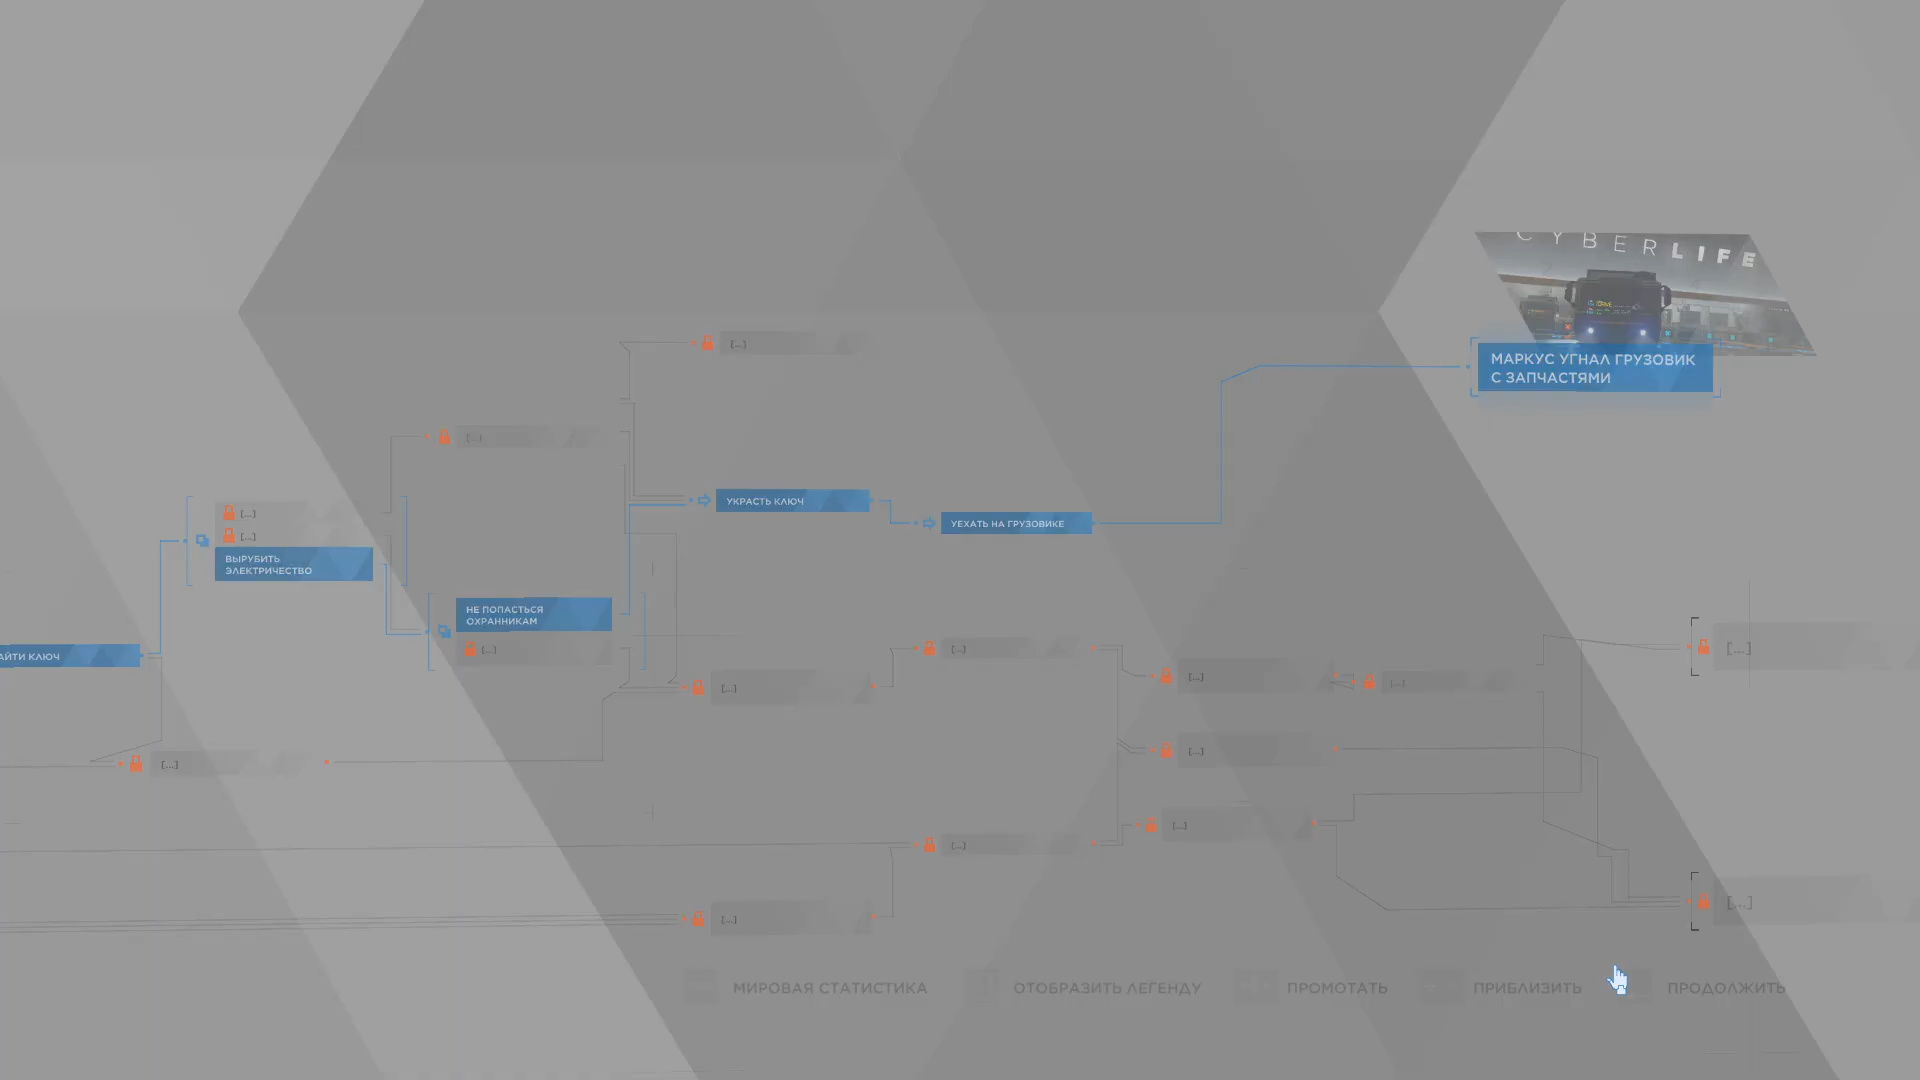 CYBERLIFE
МАРКУС УГНАЛ ГРУЗОВИК
С ЗАПЧАСТЯМИ
[...]
[...]
УКРАСТЬ КЛЮЧ
[...]
[...]
УЕХАТЬ НА ГРУЗОВИКЕ
ВЫРУБИТЬ
ЭЛЕКТРИЧЕСТВО
НЕ ПОПАСТЬСЯ
ОХРАННИКАМ
[...]
АЙТИ КЛЮЧ
[...]
[...]
[...]
[...]
[...]
[...]
[...]
[...]
[...]
[...]
[...]
МИРОВАЯ СТАТИСТИКА
ОТОБРАЗИТЬ ЛЕГЕНДУ
ПРОМОТАТЬ
ПРИБЛИЗИТЬ
ПРОДОЛЖИТЬ